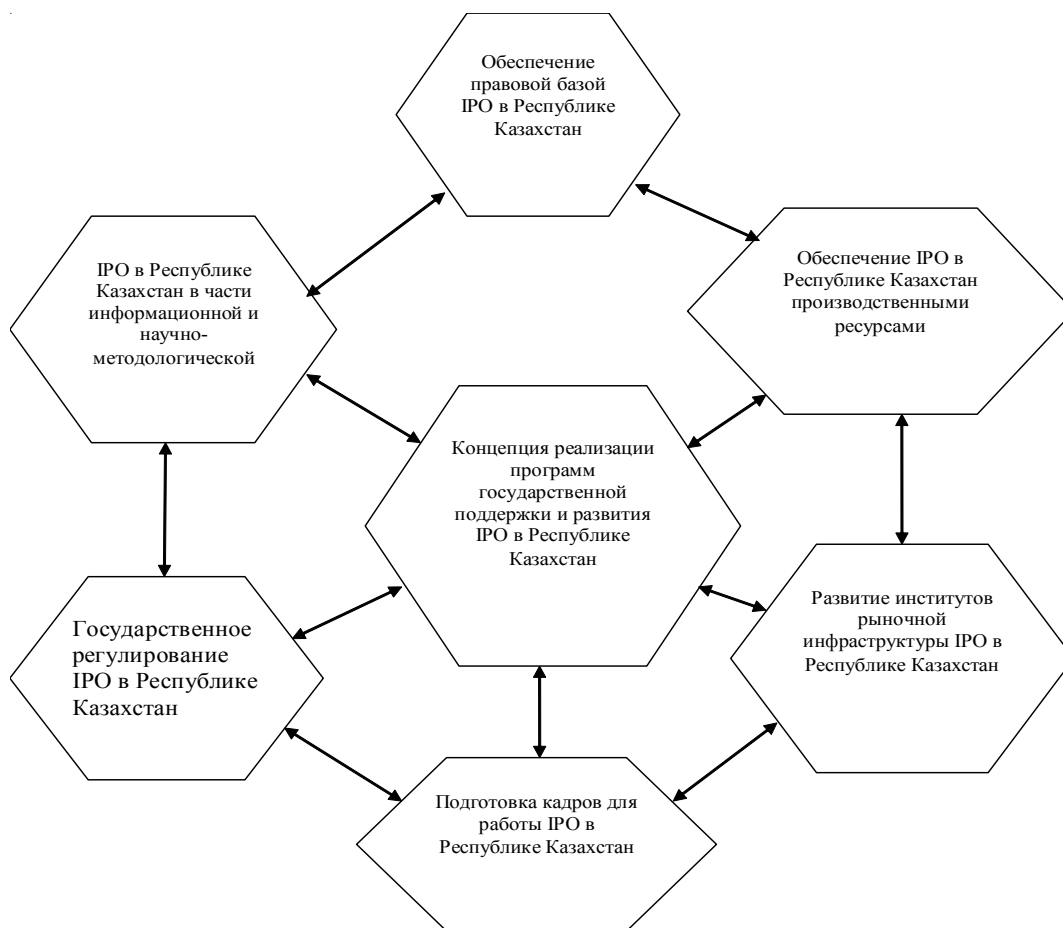 Обеспечение
правовой базой
IPO в Республике
Казахстан
IPO в Республике
Казахстан в части
информационной и
научно-
методологической
Обеспечение IPO в
Республике Казахстан
производственными
ресурсами
Концепция реализации
программ
государственной
поддержки и развития
IPO в Республике
Казахстан
Государственное
регулирование
IPO в Республике
Казахстан
Развитие институтов
рыночной
инфраструктуры IPO в
Республике Казахстан
Подготовка кадров для
работы IPO в
Республике Казахстан